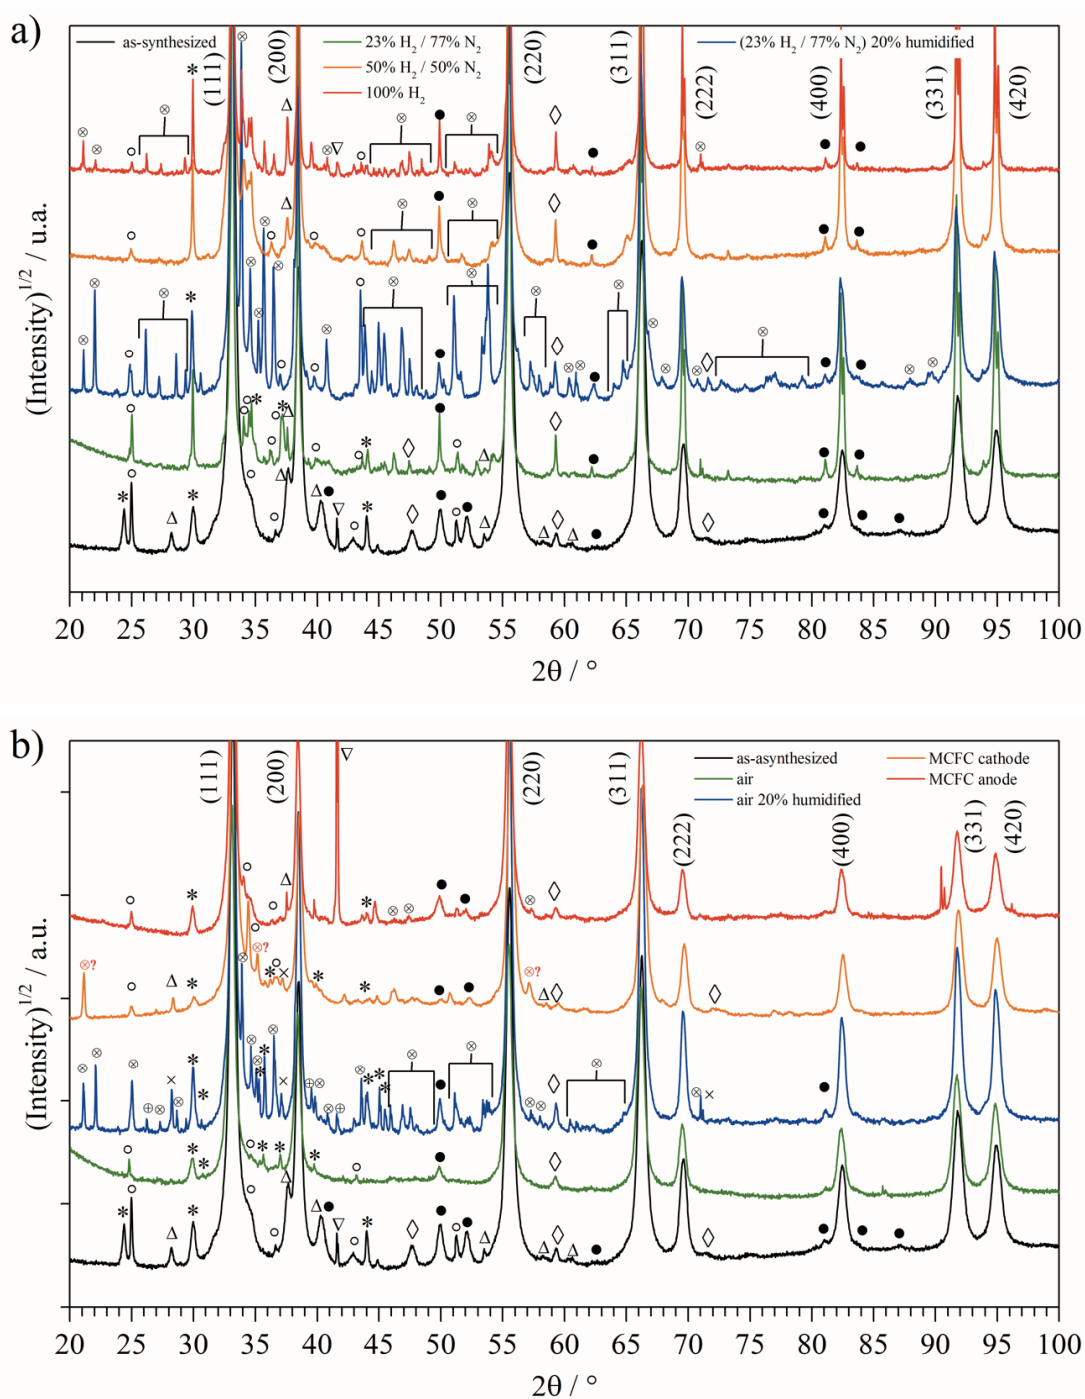 a)
as-synthesized
23% H2 / 77% N2
50% H2 / 50% N2
100% H2
(23% H2 / 77% N2) 20% humidified
(111) (200) (220) (311) (222) (400) (331) (420)
(Intensity)1/2 / u.a.
20 25 30 35 40 45 50 55 60 65 70 75 80 85 90 95 100
2θ / °
b)
as-asynthesized
air
air 20% humidified
MCFC cathode
MCFC anode
(111) (200) (220) (311) (222) (400) (331) (420)
⊗? ⊗? ⊗?
(Intensity)1/2 / a.u.
20 25 30 35 40 45 50 55 60 65 70 75 80 85 90 95 100
2θ / °